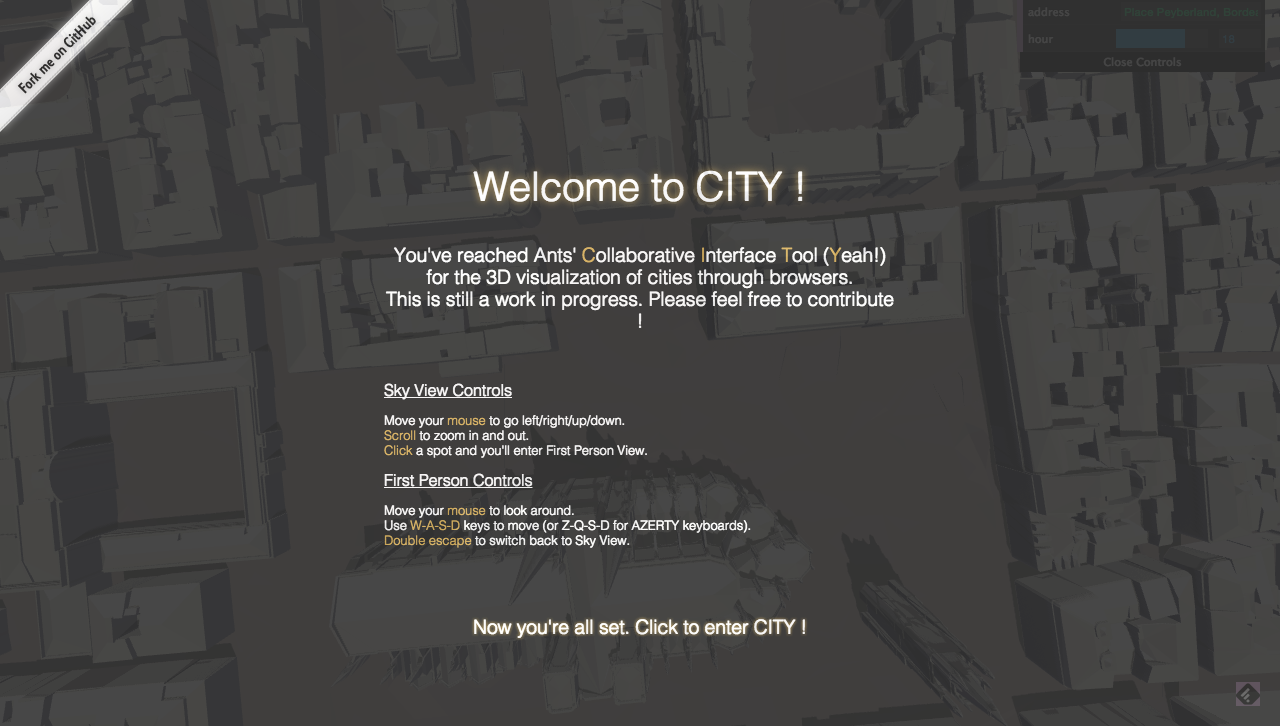 Fork me on GitHub
address
hour 18
Close Controls
Welcome to CITY !
You've reached Ants' Collaborative Interface Tool (Yeah!)
for the 3D visualization of cities through browsers.
This is still a work in progress. Please feel free to contribute
!
Sky View Controls
Move your mouse to go left/right/up/down.
Scroll to zoom in and out.
Click a spot and you'll enter First Person View.
First Person Controls
Move your mouse to look around.
Use W-A-S-D keys to move (or Z-Q-S-D for AZERTY keyboards).
Double escape to switch back to Sky View.
Now you're all set. Click to enter CITY !